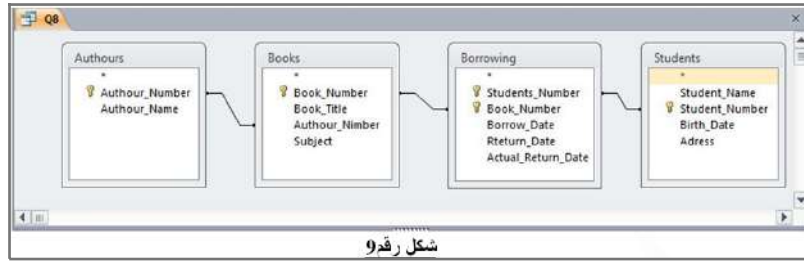 Q8
Authours
*
Authour_Number
Authour_Name
Books
*
Book_Number
Book_Title
Authour_Nimber
Subject
Borrowing
*
Students_Number
Book_Number
Borrow_Date
Rteturn_Date
Actual_Return_Date
Students
*
Student_Name
Student_Number
Birth_Date
Adress
شكل رقم9